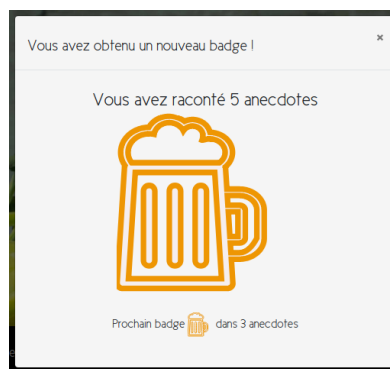 Vous avez obtenu un nouveau badge !
×
Vous avez raconté 5 anecdotes
Prochain badge dans 3 anecdotes